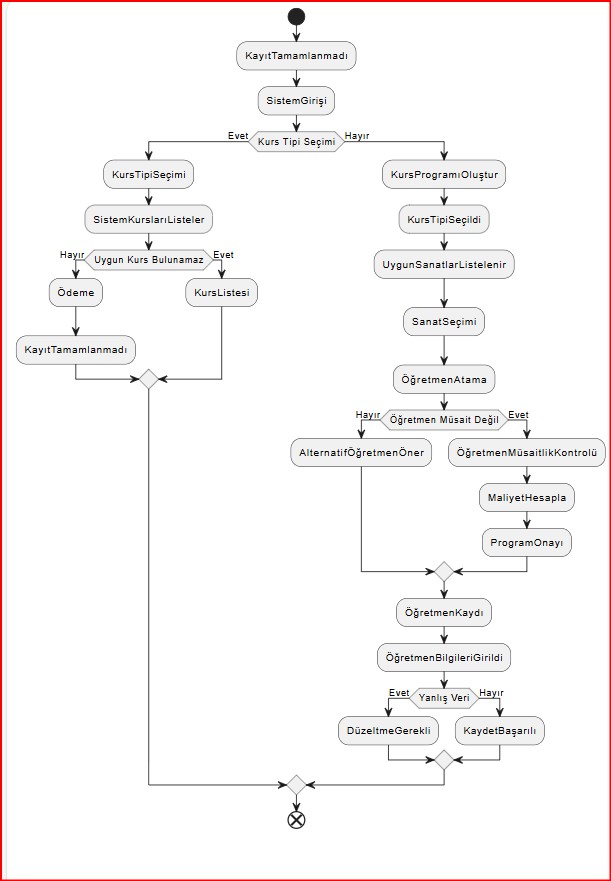 KayıtTamamlanmadı
SistemGirişi
Evet
Kurs Tipi Seçimi
Hayır
KursTipiSeçimi
SistemKurslarıListeler
Hayır
Uygun Kurs Bulunamaz
Evet
Ödeme
KursListesi
KayıtTamamlanmadı
KursProgramıOluştur
KursTipiSeçildi
UygunSanatlarListelenir
SanatSeçimi
ÖğretmenAtama
Hayır
Öğretmen Müsait Değil
Evet
AlternatifÖğretmenÖner
ÖğretmenMüsaitlikKontrolü
MaliyetHesapla
ProgramOnayı
ÖğretmenKaydı
ÖğretmenBilgileriGirildi
Evet
Yanlış Veri
Hayır
DüzeltmeGerekli
KaydetBaşarılı